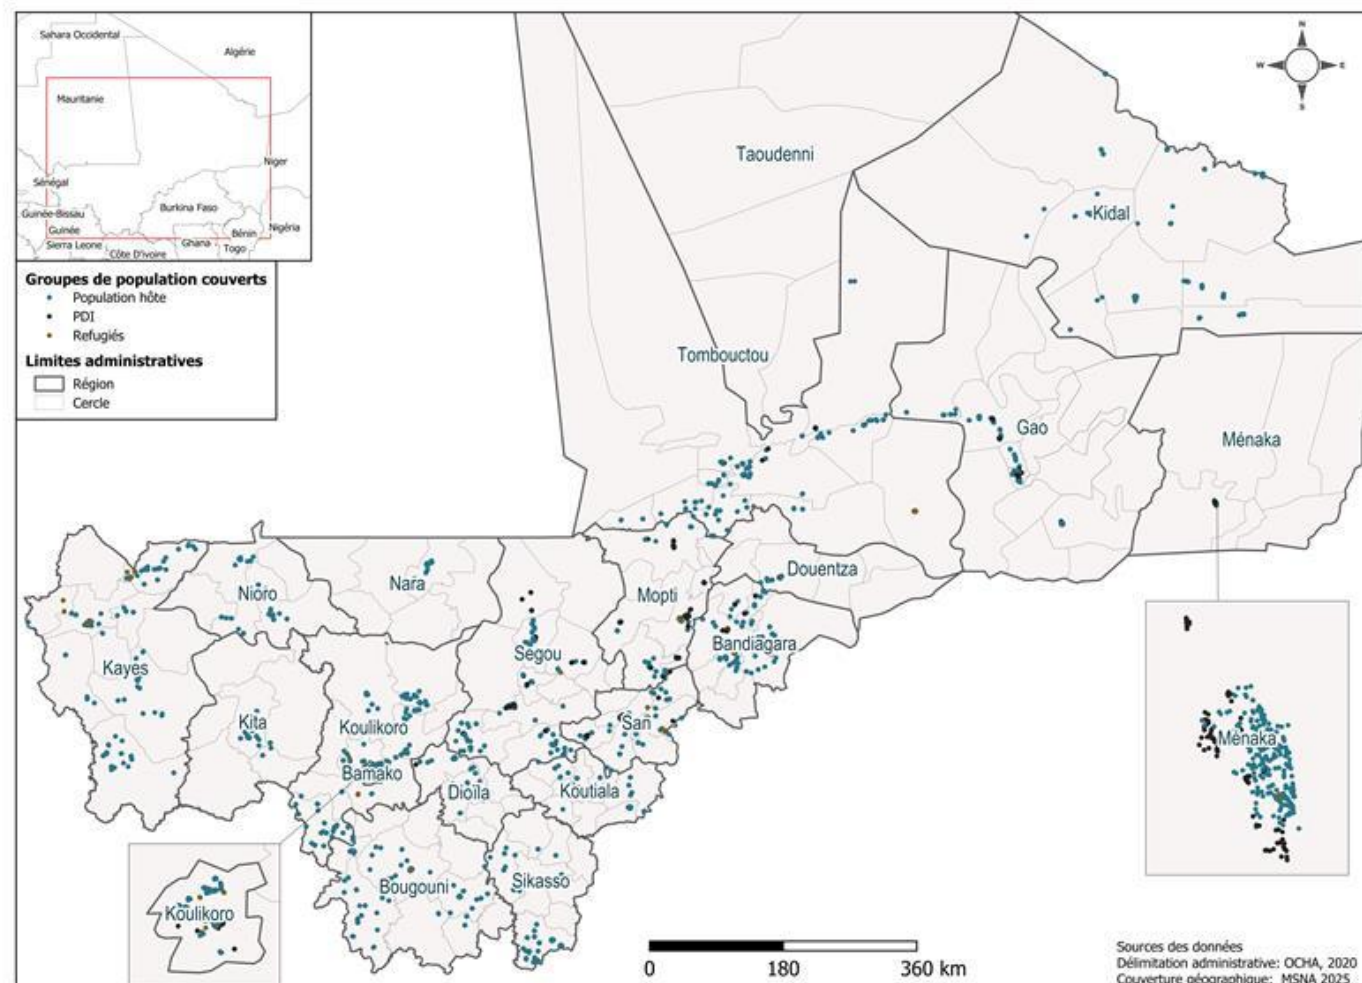 Sahara Occidental
Algérie
Mauritanie
Niger
Sénégal
Burkina Faso
Guinée-Bissau
Guinée
Bénin
Nigéria
Sierra Leone
Ghana
Togo
Côte D'ivoire
Groupes de population couverts
Population hôte
PDI
Refugiés
Limites administratives
Région
Cercle
N
W
E
S
Taoudenni
Kidal
Tombouctou
Gao
Ménaka
Douentza
Nara
Nioro
Mopti
Bandiagara
Ségou
Kayes
Kita
Koulikoro
San
Bamako
Dioïla
Koutiala
Bougouni
Sikasso
Ménaka
Koulikoro
0 180 360 km
Sources des données
Délimitation administrative: OCHA, 2020
Couverture géographique: MSNA 2025